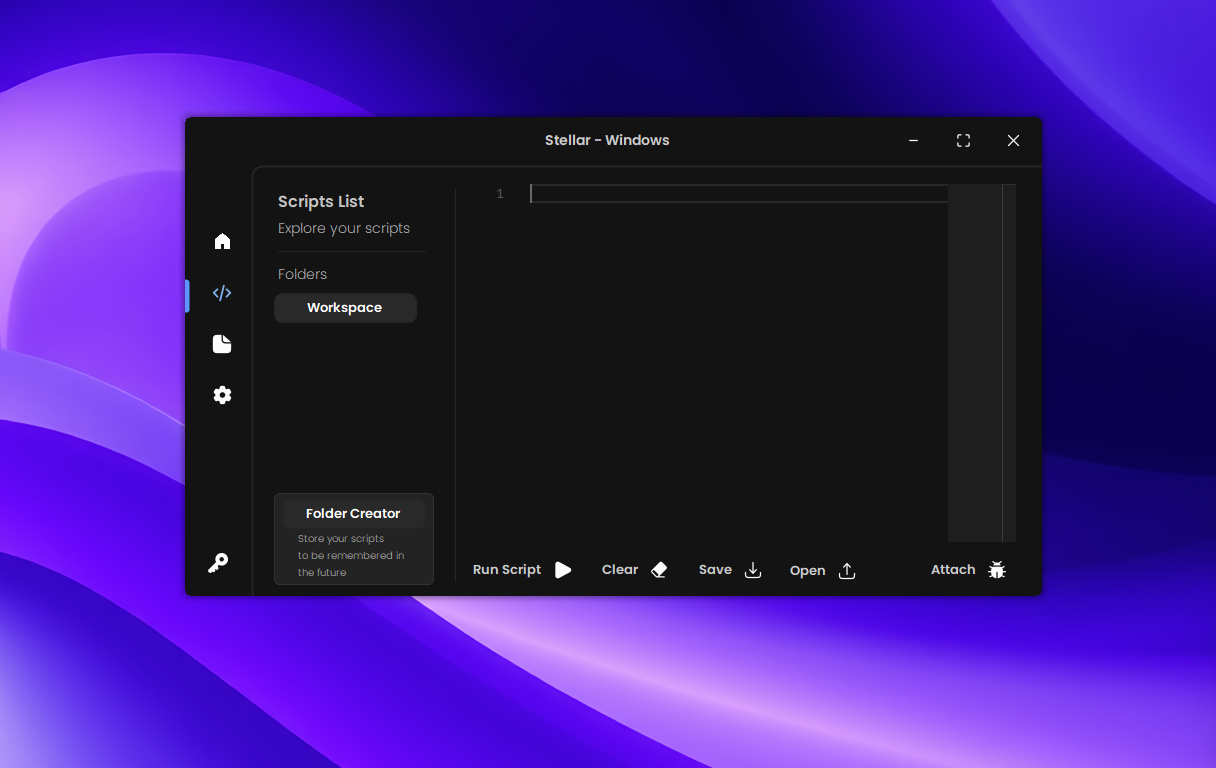 Stellar - Windows
Scripts List
Explore your scripts
Folders
Workspace
1
Folder Creator
Store your scripts
to be remembered in
the future
Run Script
Clear
Save
Open
Attach